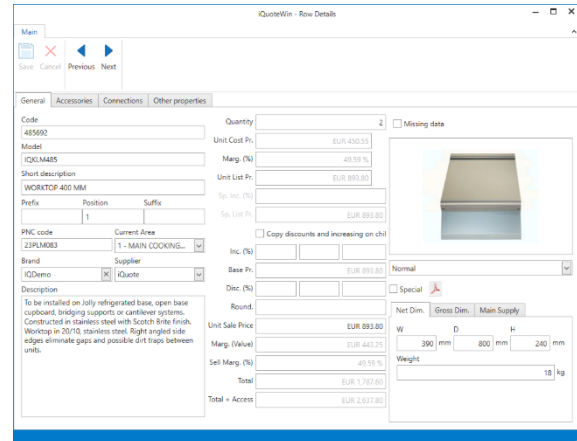 iQuoteWin - Row Details
Main
Save Cancel Previous Next
General Accessories Connections Other properties
Code
485692
Model
IQKLM485
Short description
WORKTOP 400 MM
Prefix Position Suffix
1
PNC code Current Area
23PLM083 1 - MAIN COOKING...
Brand Supplier
IQDemo iQuote
Description
To be installed on Jolly refrigerated base, open base
cupboard, bridging supports or cantilever systems.
Constructed in stainless steel with Scotch Brite finish.
Worktop in 20/10, stainless steel. Right angled side
edges eliminate gaps and possible dirt traps between
units.
Quantity 2
Unit Cost Pr. EUR 450.55
Marg. (%) 49.59 %
Unit List Pr. EUR 893.80
Sp. Inc. (%)
Sp. List Pr. EUR 893.80
Copy discounts and increasing on chil
Inc. (%)
Base Pr. EUR 893.80
Disc. (%)
Round.
Unit Sale Price EUR 893.80
Marg. (Value) EUR 443.25
Sell Marg. (%) 49.59 %
Total EUR 1,787.60
Total + Access EUR 2,637.60
Missing data
Normal
Special
Net Dim. Gross Dim. Main Supply
W D H
390 mm 800 mm 240 mm
Weight
18 kg